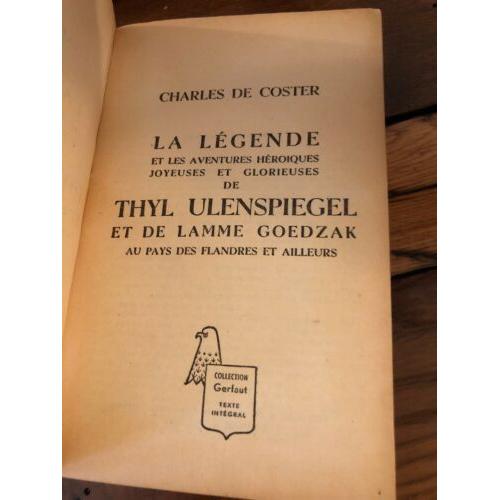 CHARLES DE COSTER
LA LÉGENDE
ET LES AVENTURES HÉROIQUES
JOYEUSES ET GLORIEUSES
DE
THYL ULENSPIEGEL
ET DE LAMME GOEDZAK
AU PAYS DES FLANDRES ET AILLEURS
COLLECTION
Gerfaut
TEXTE
INTÉGRAL